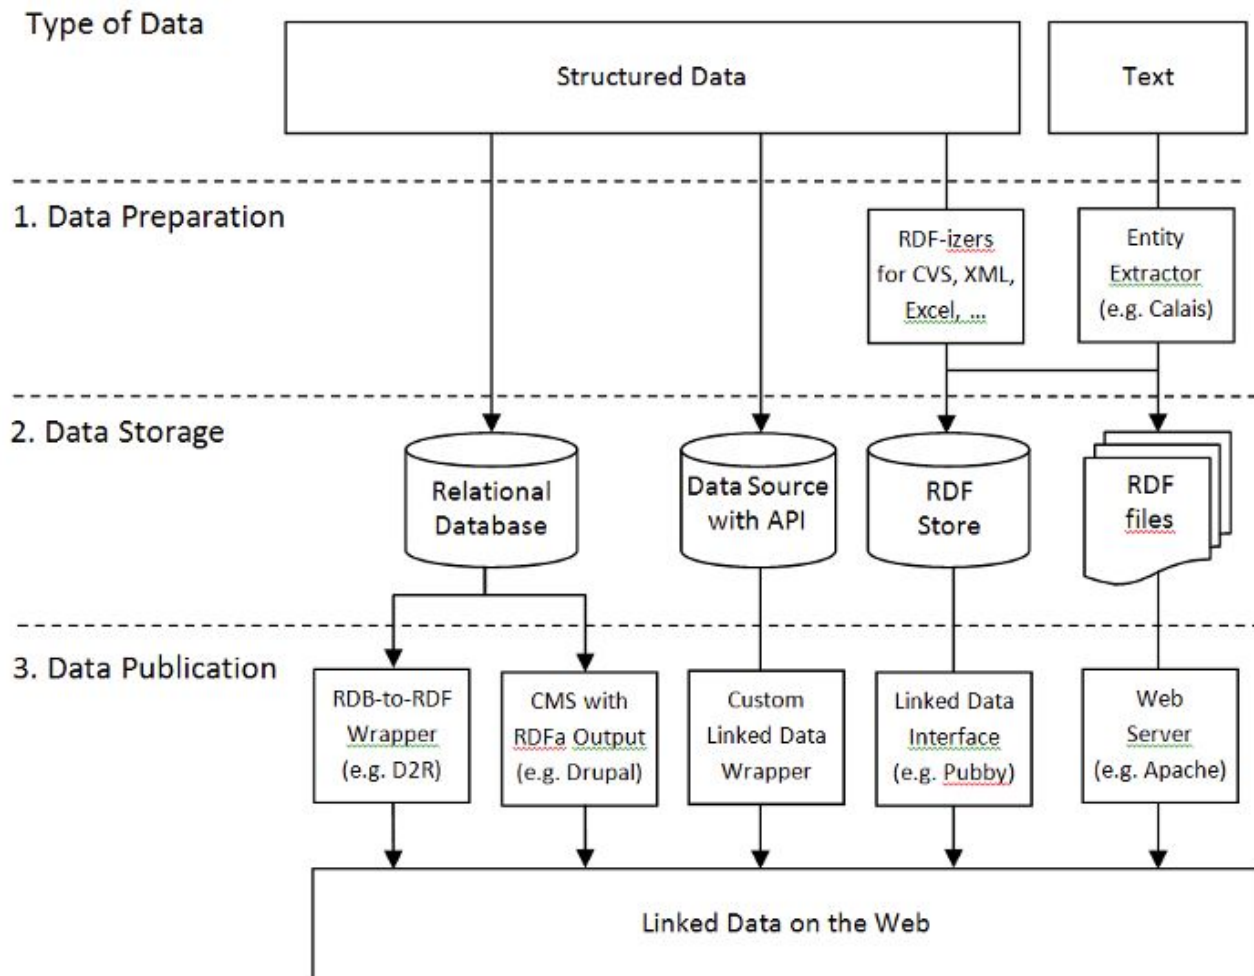 Type of Data
Structured Data
Text
1. Data Preparation
RDF-izers
for CVS, XML,
Excel, ...
Entity
Extractor
(e.g. Calais)
2. Data Storage
Relational
Database
Data Source
with API
RDF
Store
RDF
files
3. Data Publication
RDB-to-RDF
Wrapper
(e.g. D2R)
CMS with
RDFa Output
(e.g. Drupal)
Custom
Linked Data
Wrapper
Linked Data
Interface
(e.g. Pubby)
Web
Server
(e.g. Apache)
Linked Data on the Web